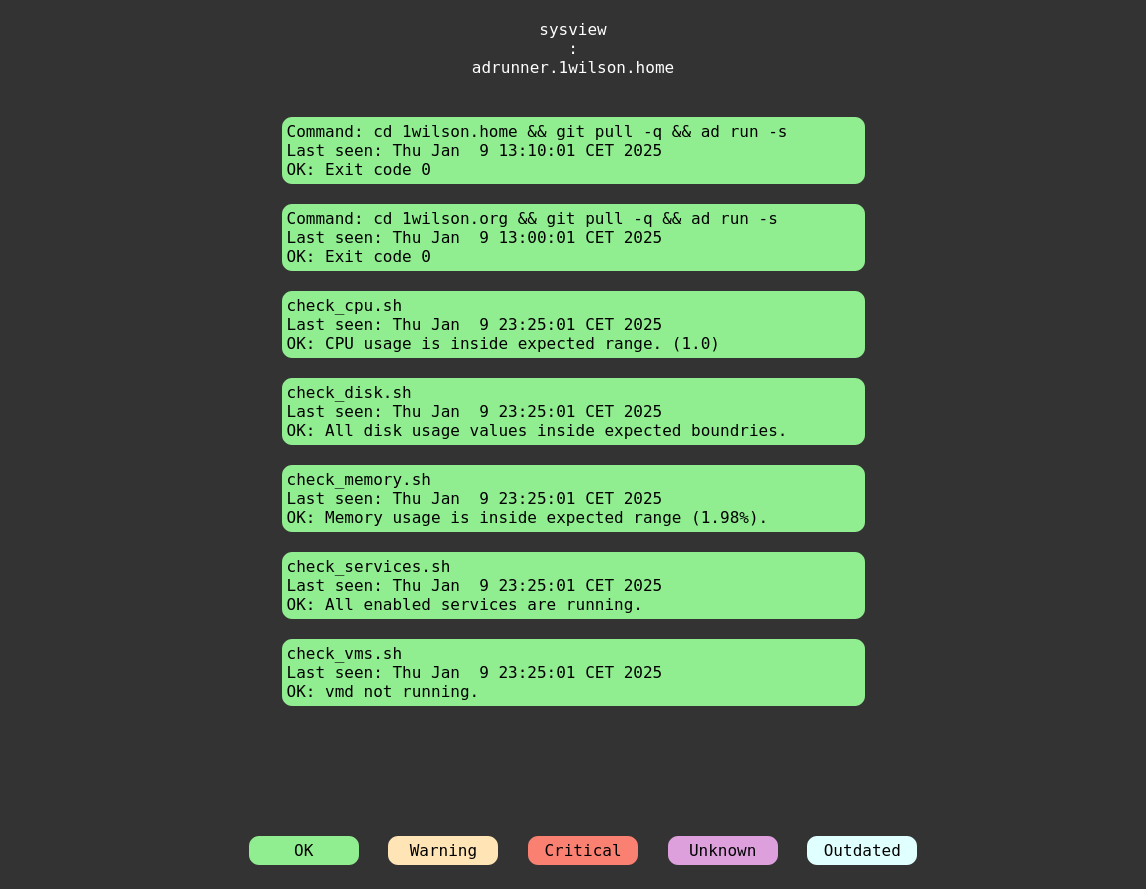 sysview
:
adrunner.1wilson.home
Command: cd 1wilson.home && git pull -q && ad run -s
Last seen: Thu Jan  9 13:10:01 CET 2025
OK: Exit code 0
Command: cd 1wilson.org && git pull -q && ad run -s
Last seen: Thu Jan  9 13:00:01 CET 2025
OK: Exit code 0
check_cpu.sh
Last seen: Thu Jan  9 23:25:01 CET 2025
OK: CPU usage is inside expected range. (1.0)
check_disk.sh
Last seen: Thu Jan  9 23:25:01 CET 2025
OK: All disk usage values inside expected boundries.
check_memory.sh
Last seen: Thu Jan  9 23:25:01 CET 2025
OK: Memory usage is inside expected range (1.98%).
check_services.sh
Last seen: Thu Jan  9 23:25:01 CET 2025
OK: All enabled services are running.
check_vms.sh
Last seen: Thu Jan  9 23:25:01 CET 2025
OK: vmd not running.
OK Warning Critical Unknown Outdated